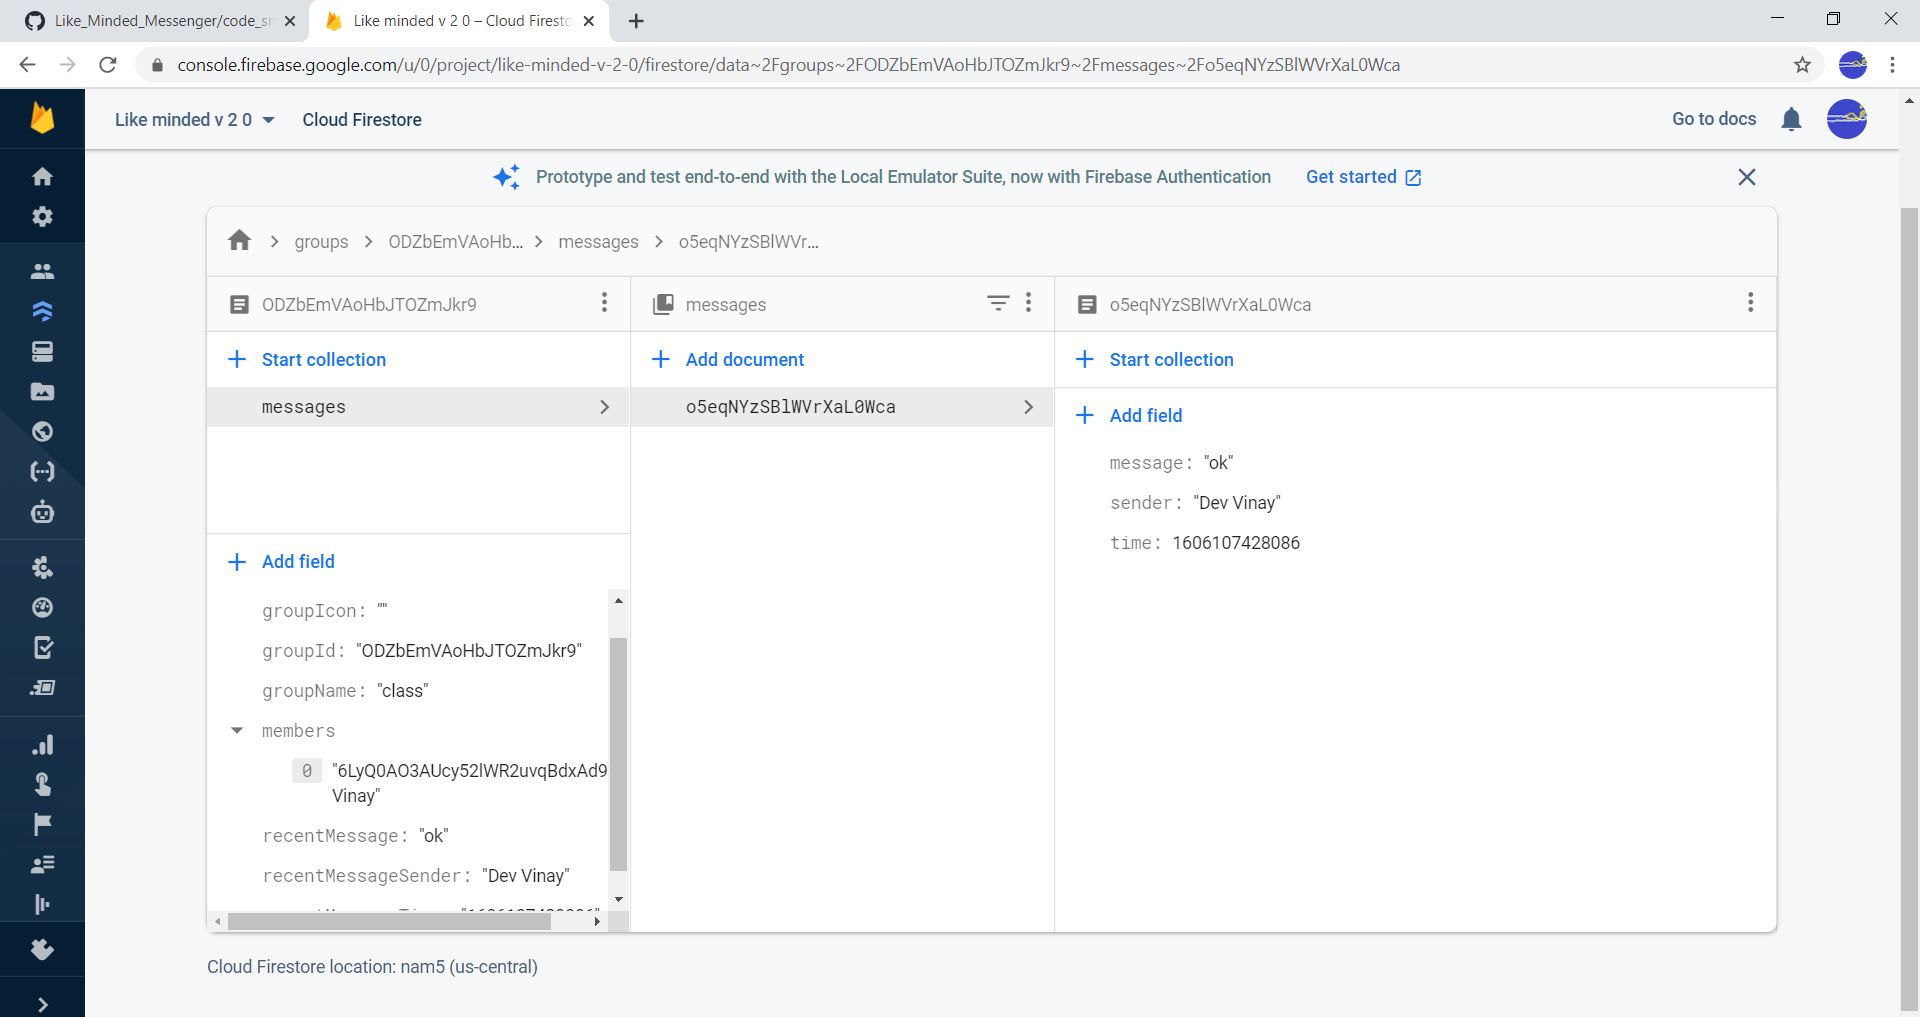 Like_Minded_Messenger/code_sn
Like minded v 2 0 – Cloud Firesto
console.firebase.google.com/u/0/project/like-minded-v-2-0/firestore/data~2Fgroups~2FODZbEmVAoHbJTOZmJkr9~2Fmessages~2Fo5eqNYzSBlWVrXaL0Wca
Like minded v 2 0
Cloud Firestore
Go to docs
Prototype and test end-to-end with the Local Emulator Suite, now with Firebase Authentication
Get started
groups
ODZbEmVAoHb...
messages
o5eqNYzSBlWVr...
ODZbEmVAoHbJTOZmJkr9
messages
o5eqNYzSBlWVrXaL0Wca
Start collection
Add document
Start collection
messages
o5eqNYzSBlWVrXaL0Wca
Add field
message: "ok"
sender: "Dev Vinay"
time: 1606107428086
Add field
groupIcon: ""
groupId: "ODZbEmVAoHbJTOZmJkr9"
groupName: "class"
members
0 "6LyQ0AO3AUcy52lWR2uvqBdxAd9
Vinay"
recentMessage: "ok"
recentMessageSender: "Dev Vinay"
Cloud Firestore location: nam5 (us-central)